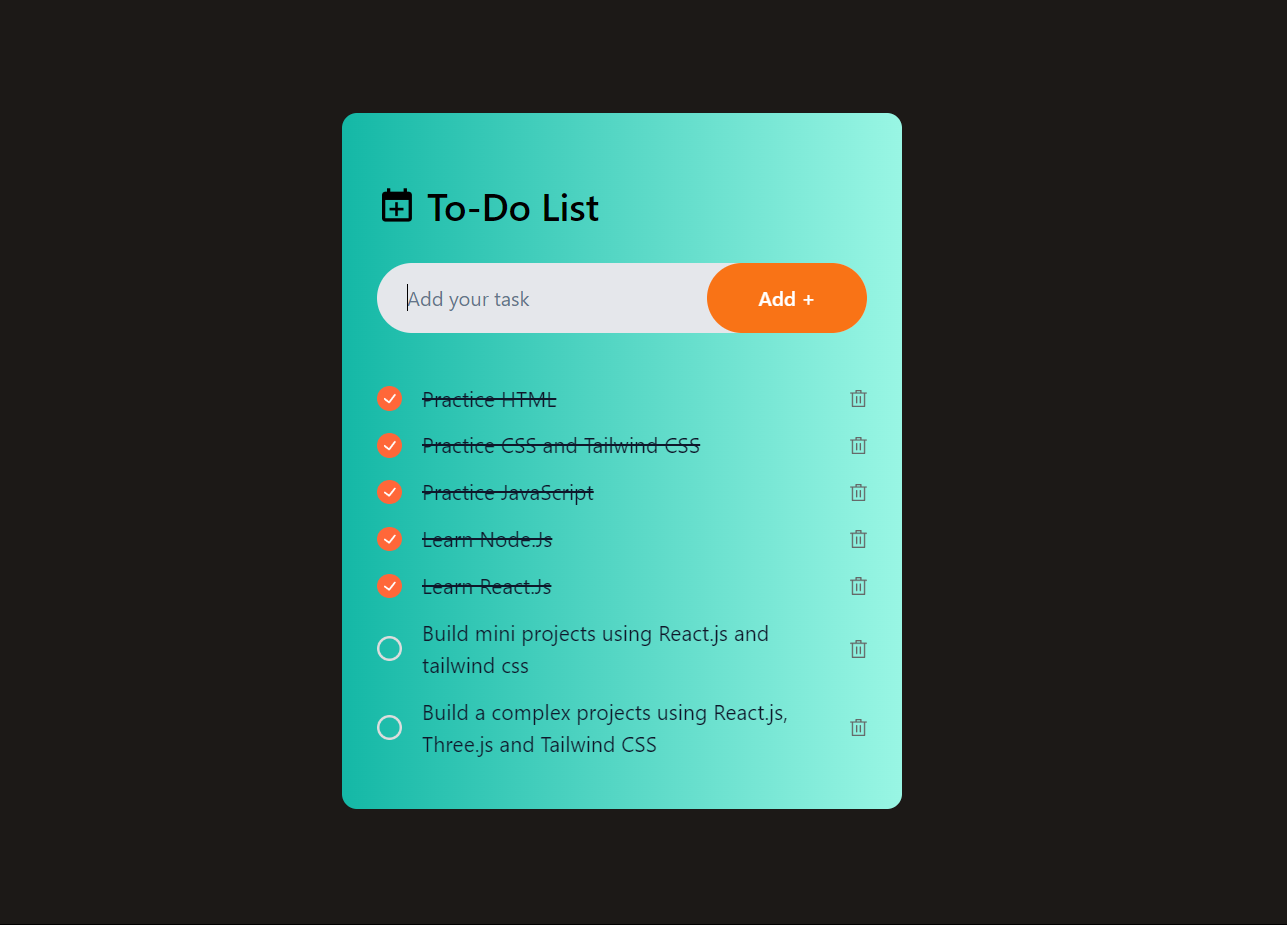 To-Do List
Add your task
Add +
Practice HTML
Practice CSS and Tailwind CSS
Practice JavaScript
Learn Node.Js
Learn React.Js
Build mini projects using React.js and
tailwind css
Build a complex projects using React.js,
Three.js and Tailwind CSS